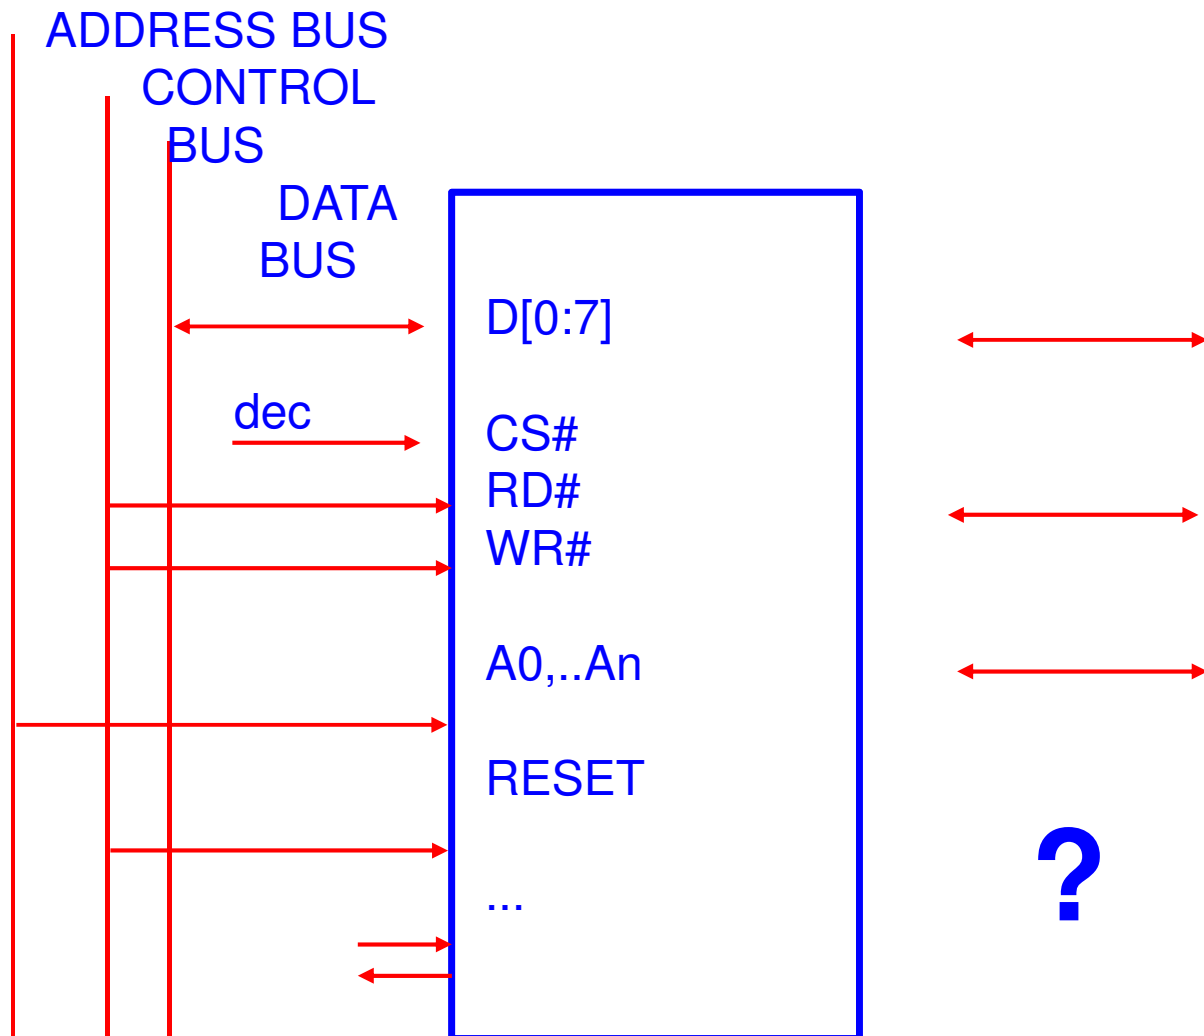 ADDRESS BUS
CONTROL
BUS
DATA
BUS
D[0:7]
dec
CS#
RD#
WR#
A0,..An
RESET
...
?